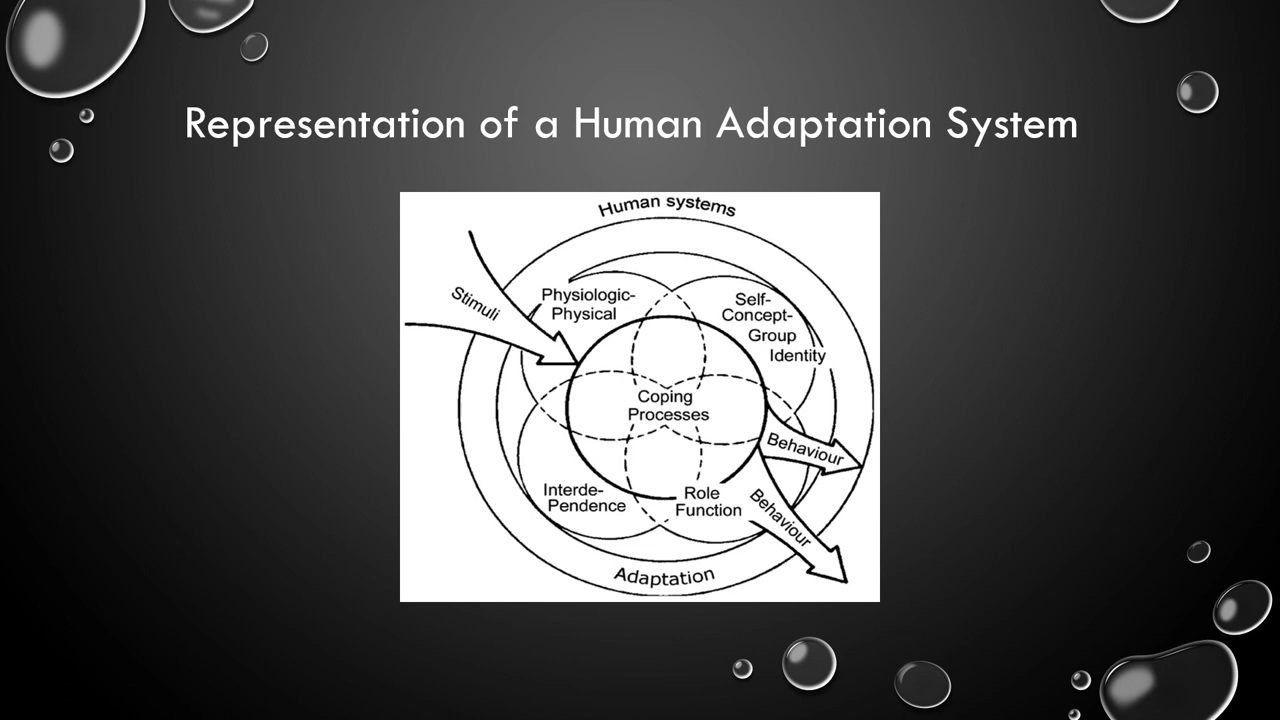 Representation of a Human Adaptation System
Human systems
Stimuli
Physiologic-
Physical
Self-
Concept-
Group
Identity
Coping
Processes
Behaviour
Interde-
Pendence
Role
Function
Behaviour
Adaptation